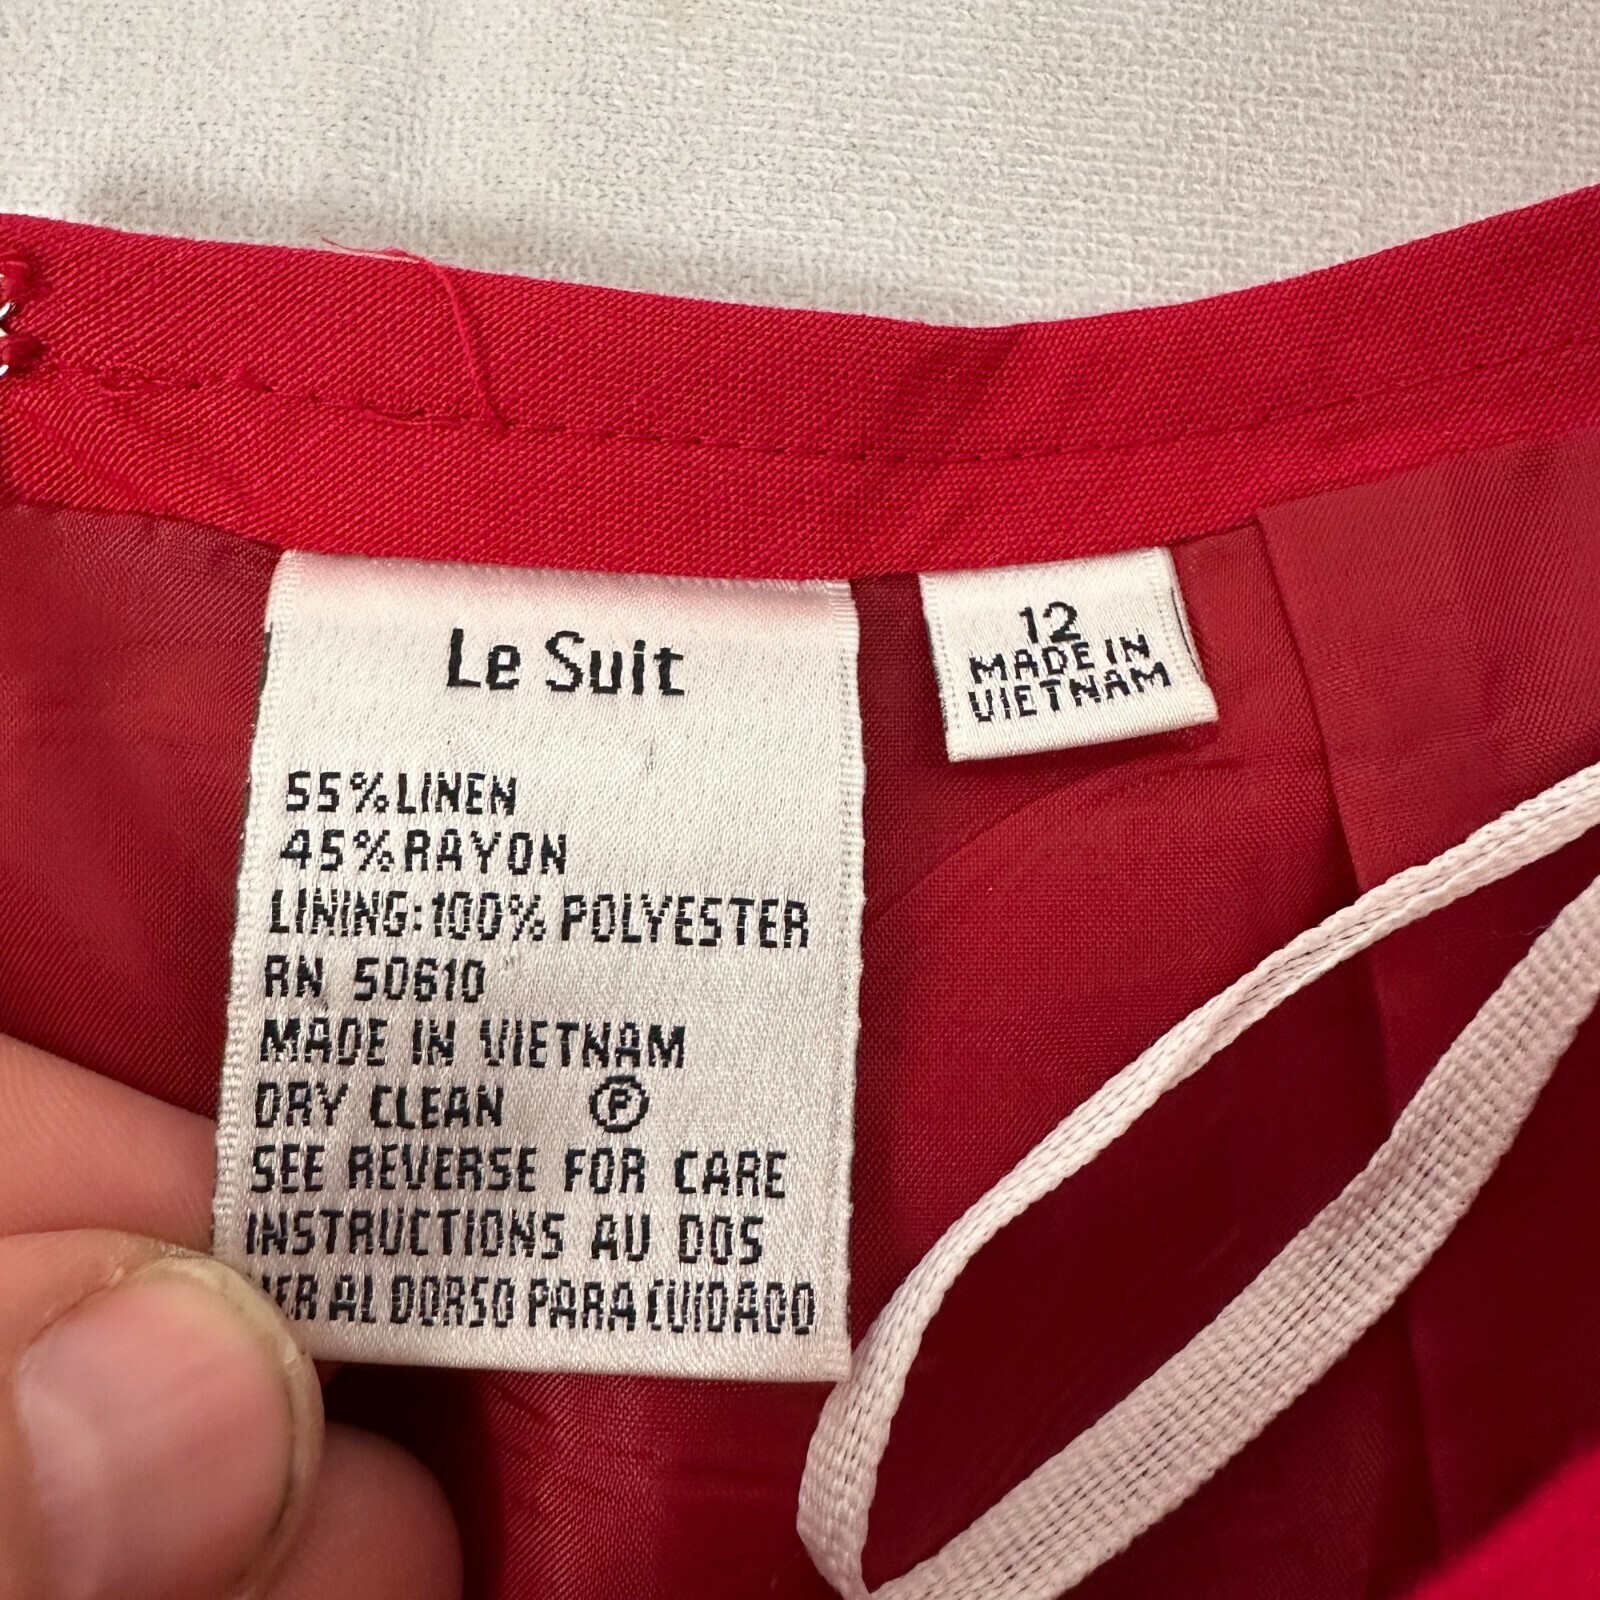 Le Suit
55% LINEN
45% RAYON
LINING: 100% POLYESTER
RN 50610
MADE IN VIETNAM
DRY CLEAN Ⓟ
SEE REVERSE FOR CARE
INSTRUCTIONS AU DOS
AL DORSO PARA CUIDADO
12
MADE IN
VIETNAM